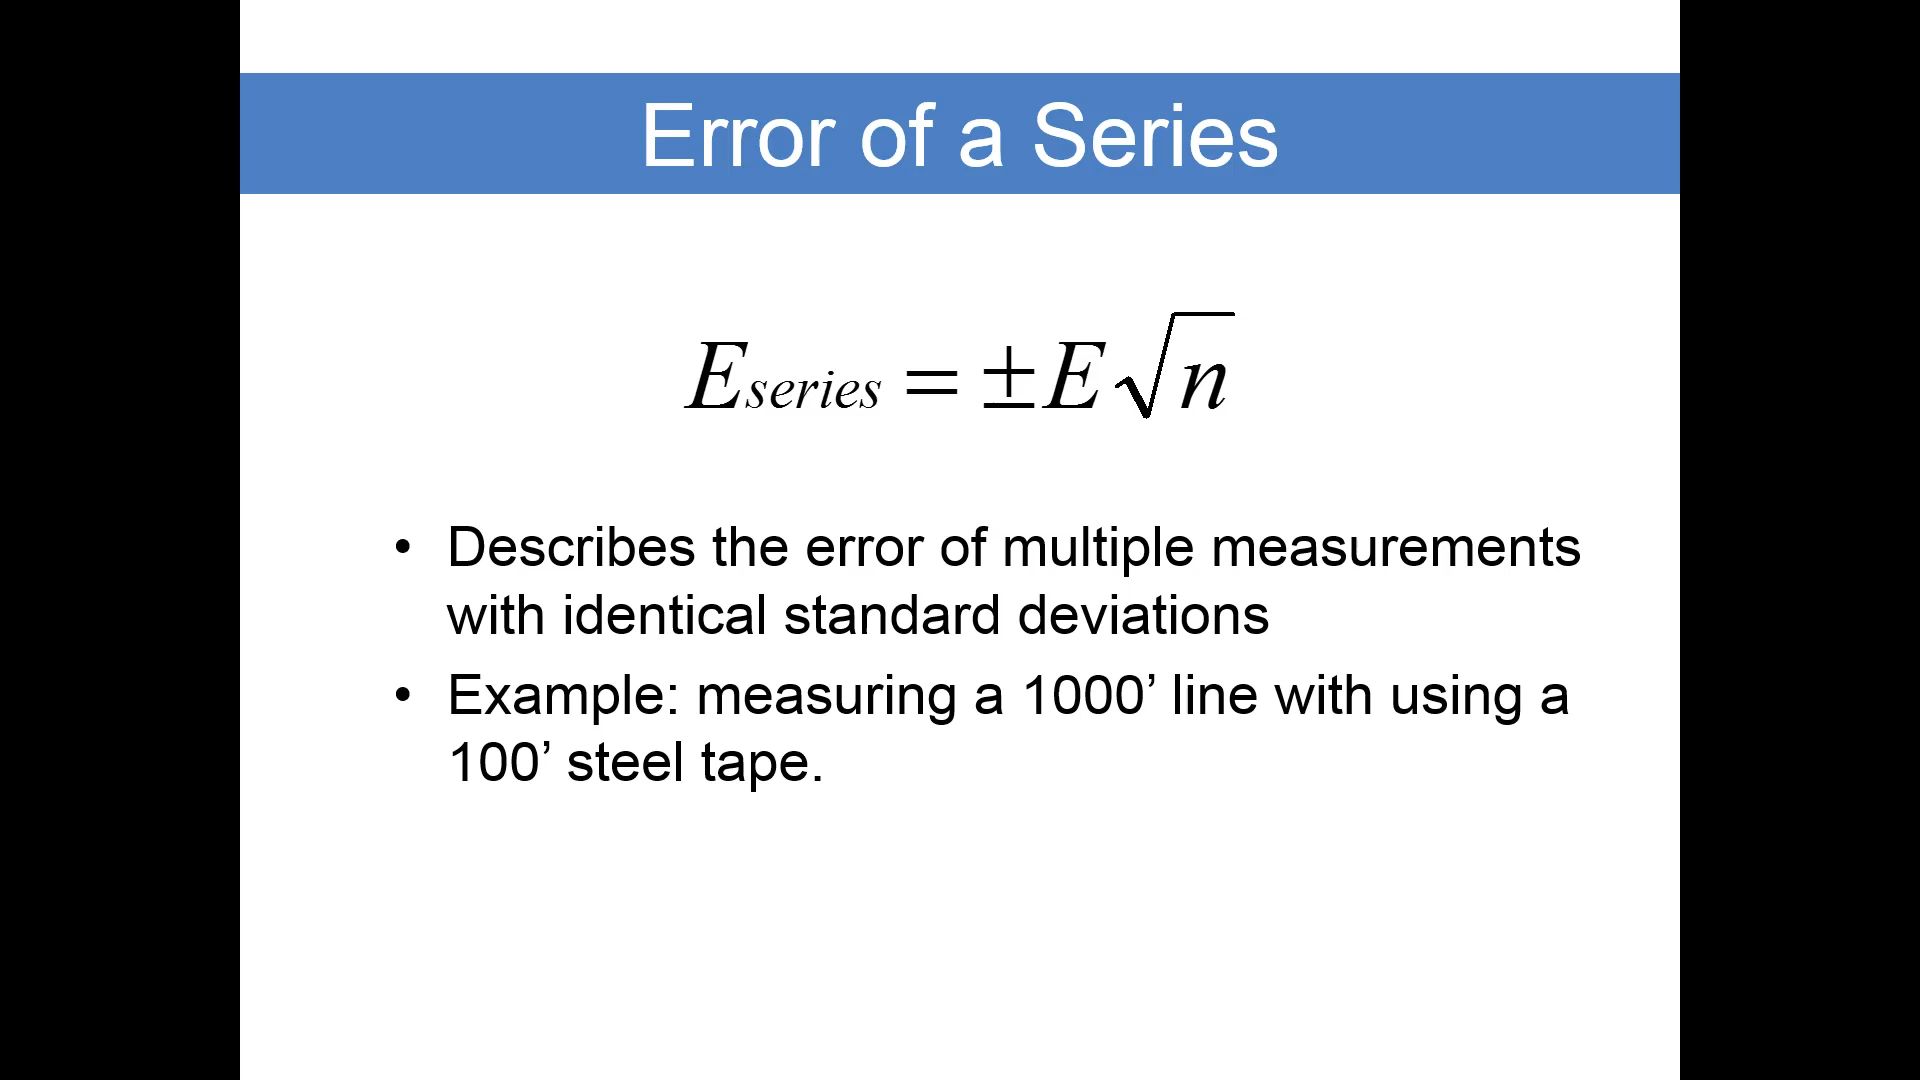 Error of a Series
Eseries = ±E√n
• Describes the error of multiple measurements
with identical standard deviations
• Example: measuring a 1000’ line with using a
100’ steel tape.